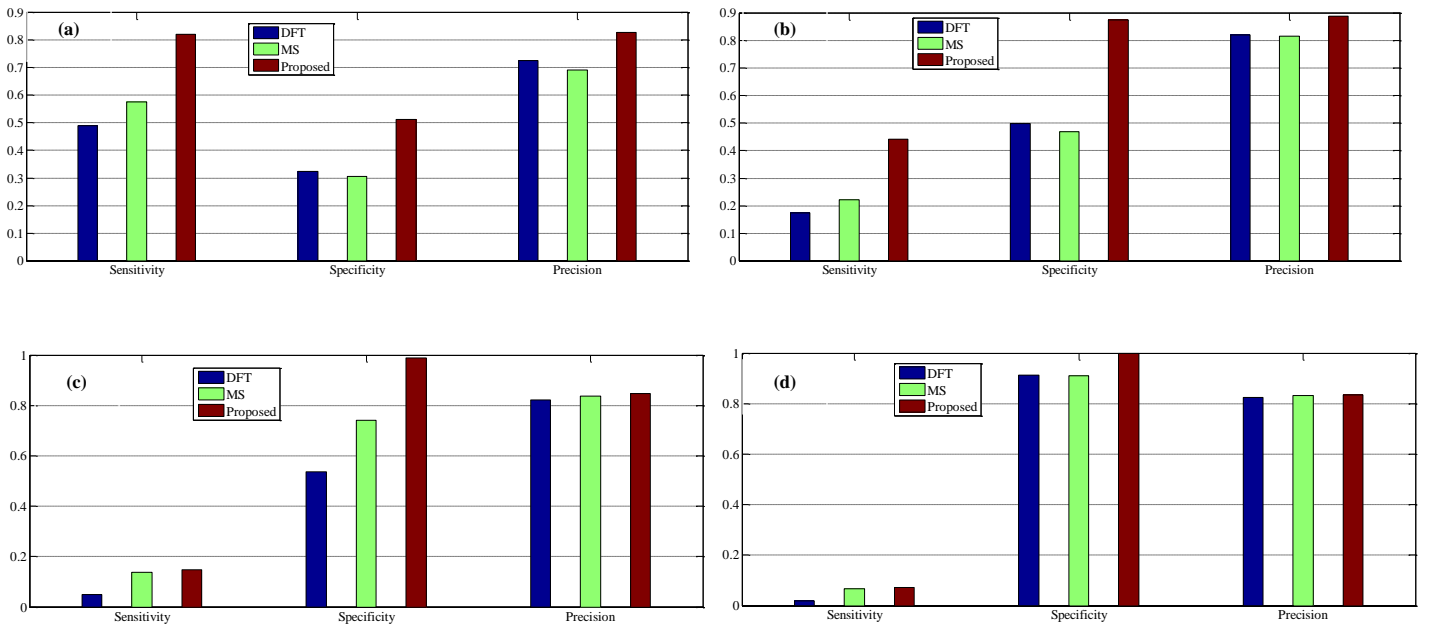 0.9
0.8
0.7
0.6
0.5
0.4
0.3
0.2
0.1
0
(a)
DFT
MS
Proposed
Sensitivity
Specificity
Precision
0.9
0.8
0.7
0.6
0.5
0.4
0.3
0.2
0.1
0
(b)
DFT
MS
Proposed
Sensitivity
Specificity
Precision
1
0.8
0.6
0.4
0.2
0
(c)
DFT
MS
Proposed
Sensitivity
Specificity
Precision
1
0.8
0.6
0.4
0.2
0
(d)
DFT
MS
Proposed
Sensitivity
Specificity
Precision